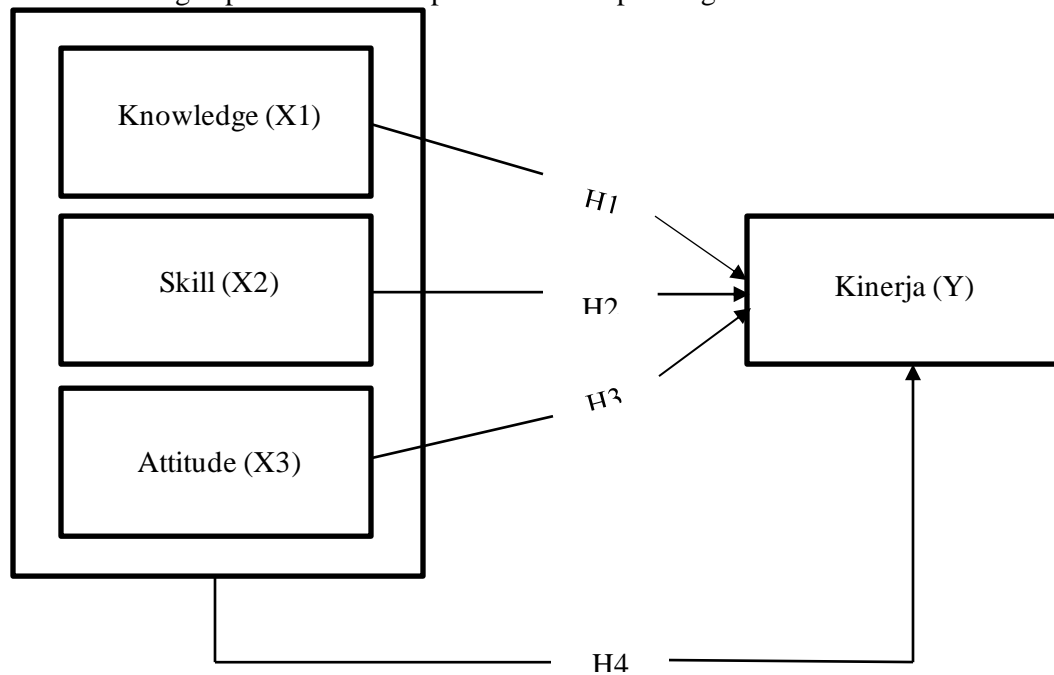 Knowledge (X1)
H1
Skill (X2)
Kinerja (Y)
H2
H3
Attitude (X3)
H4